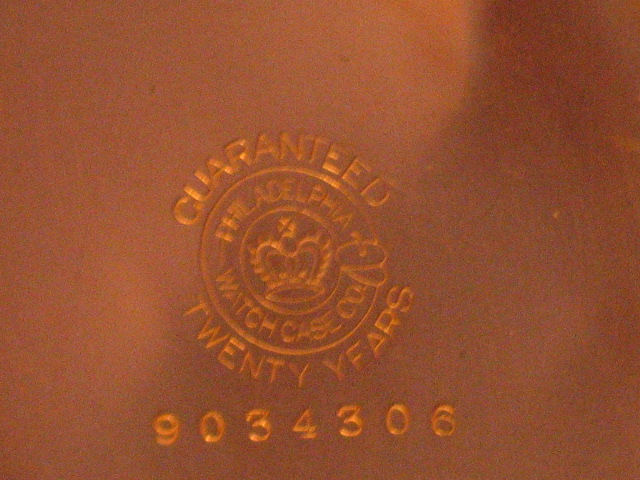 GUARANTEED
PHILADELPHIA
WATCH CASE CO.
TWENTY YEARS
9034306